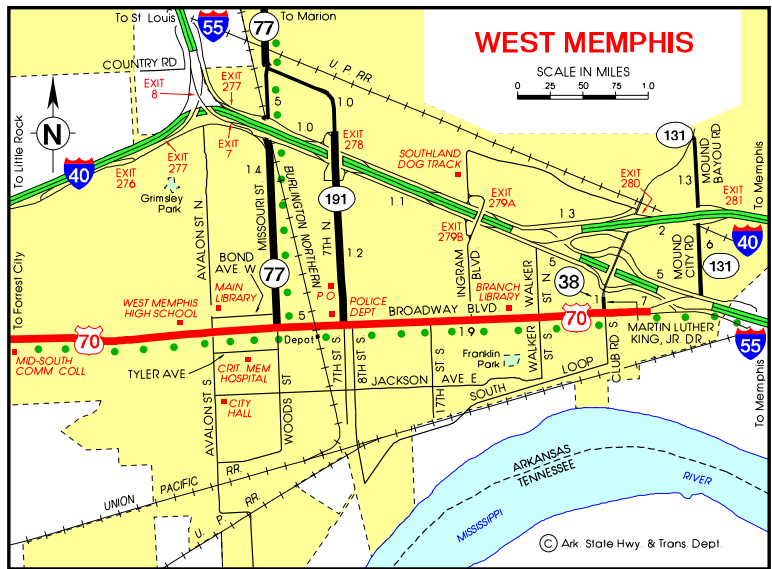 WEST MEMPHIS
SCALE IN MILES
0 .25 .50 .75 1.0
To St. Louis
55
77
To Marion
COUNTRY RD
EXIT
8
EXIT
277
U. P. RR.
N
To Little Rock
40
EXIT
276
EXIT
277
EXIT
7
Grimsley
Park
.5
1.0
1.0
EXIT
278
191
1.4
1.1
1.2
SOUTHLAND
DOG TRACK
EXIT
279A
EXIT
279B
1.3
EXIT
280
131
MOUND
BAYOU RD.
1.3
EXIT
281
To Memphis
40
.2
.6
MOUND
CITY RD
131
.5
.5
38
AVALON ST. N.
MISSOURI ST.
BURLINGTON NORTHERN
7TH N.
BOND
AVE. W.
77
MAIN
LIBRARY
WEST MEMPHIS
HIGH SCHOOL
P O
POLICE
DEPT
INGRAM
BLVD
BRANCH
LIBRARY
WALKER
ST. N
BROADWAY BLVD
To Forrest City
70
.5
1.9
70
.1
.7
MARTIN LUTHER
KING, JR. DR.
55
To Memphis
MID-SOUTH
COMM COLL
Depot
TYLER AVE
CRIT. MEM
HOSPITAL
CITY
HALL
AVALON ST. S.
WOODS ST.
7TH ST. S
8TH ST. S
JACKSON AVE E.
17TH ST. S
Franklin
Park
WALKER
ST. S.
CLUB RD. S
SOUTH LOOP
UNION PACIFIC RR.
U. P. RR.
ARKANSAS
TENNESSEE
MISSISSIPPI RIVER
C Ark. State Hwy. & Trans. Dept.